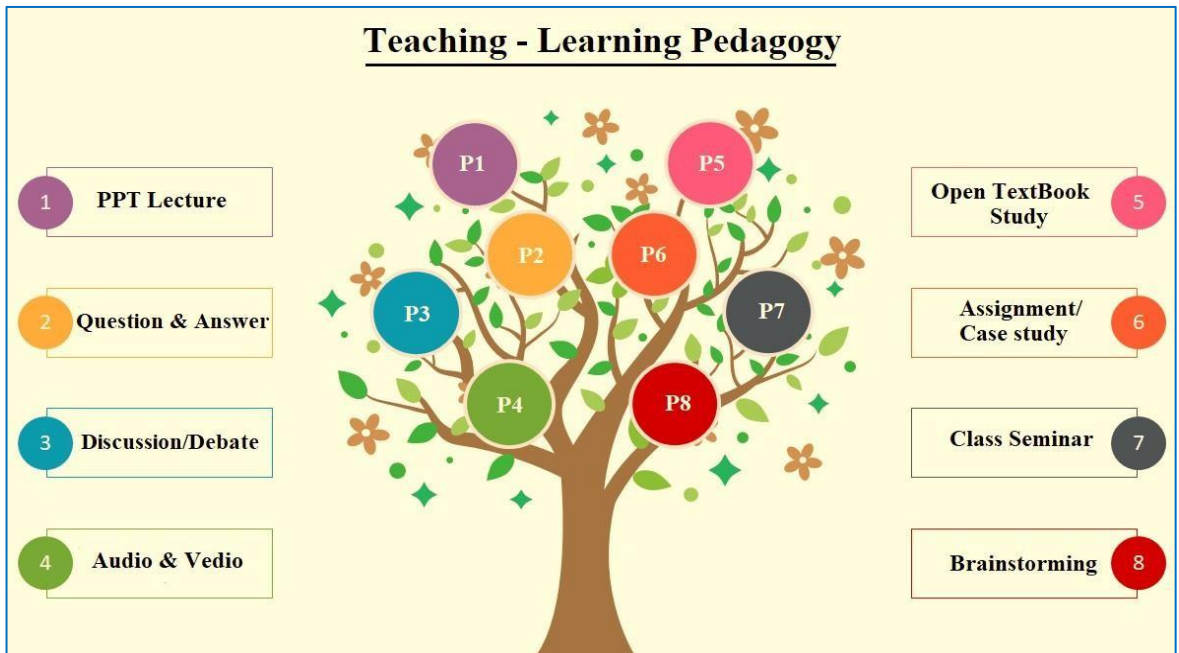 Teaching - Learning Pedagogy
P1
P5
P2
P6
P3
P7
P4
P8
1 PPT Lecture
2 Question & Answer
3 Discussion/Debate
4 Audio & Vedio
Open TextBook 5
Study
Assignment/ 6
Case study
Class Seminar 7
Brainstorming 8